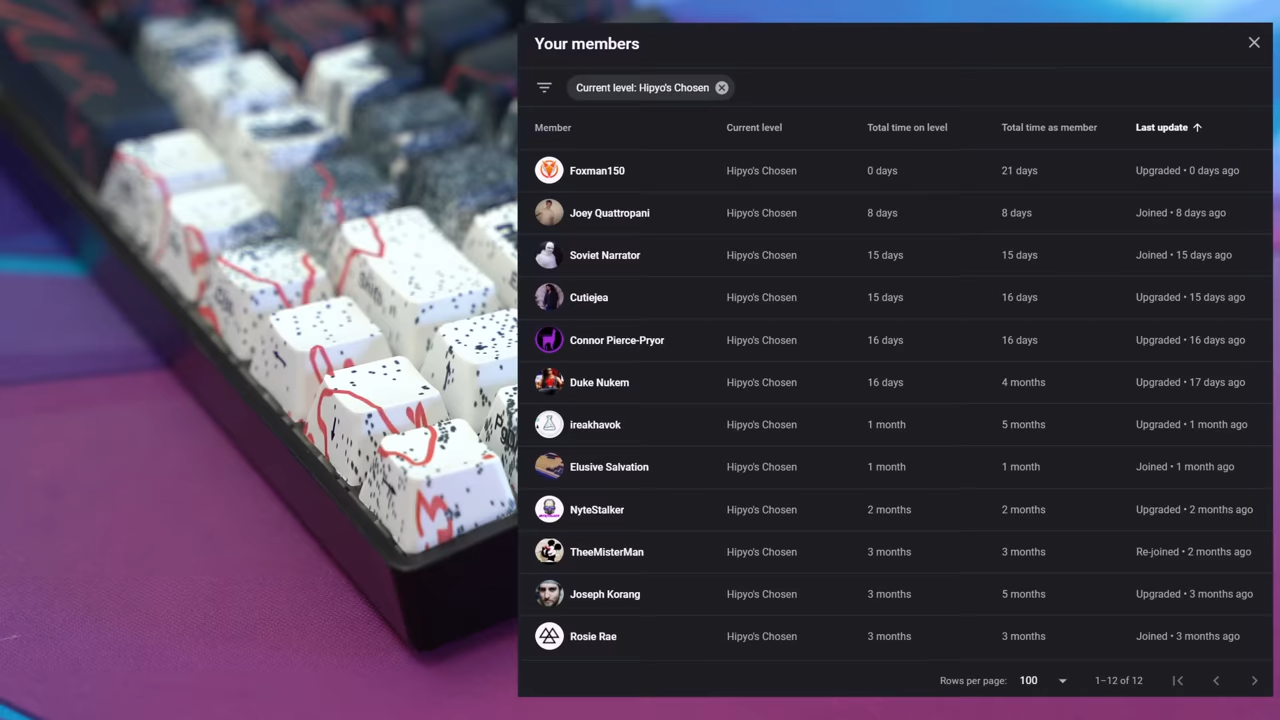 Your members
Current level: Hipyo's Chosen
Member Current level Total time on level Total time as member Last update
Foxman150 Hipyo's Chosen 0 days 21 days Upgraded • 0 days ago
Joey Quattropani Hipyo's Chosen 8 days 8 days Joined • 8 days ago
Soviet Narrator Hipyo's Chosen 15 days 15 days Joined • 15 days ago
Cutiejea Hipyo's Chosen 15 days 16 days Upgraded • 15 days ago
Connor Pierce-Pryor Hipyo's Chosen 16 days 16 days Upgraded • 16 days ago
Duke Nukem Hipyo's Chosen 16 days 4 months Upgraded • 17 days ago
ireakhavok Hipyo's Chosen 1 month 5 months Upgraded • 1 month ago
Elusive Salvation Hipyo's Chosen 1 month 1 month Joined • 1 month ago
NyteStalker Hipyo's Chosen 2 months 2 months Upgraded • 2 months ago
TheeMisterMan Hipyo's Chosen 3 months 3 months Re-joined • 2 months ago
Joseph Korang Hipyo's Chosen 3 months 5 months Upgraded • 3 months ago
Rosie Rae Hipyo's Chosen 3 months 3 months Joined • 3 months ago
Rows per page: 100 1–12 of 12